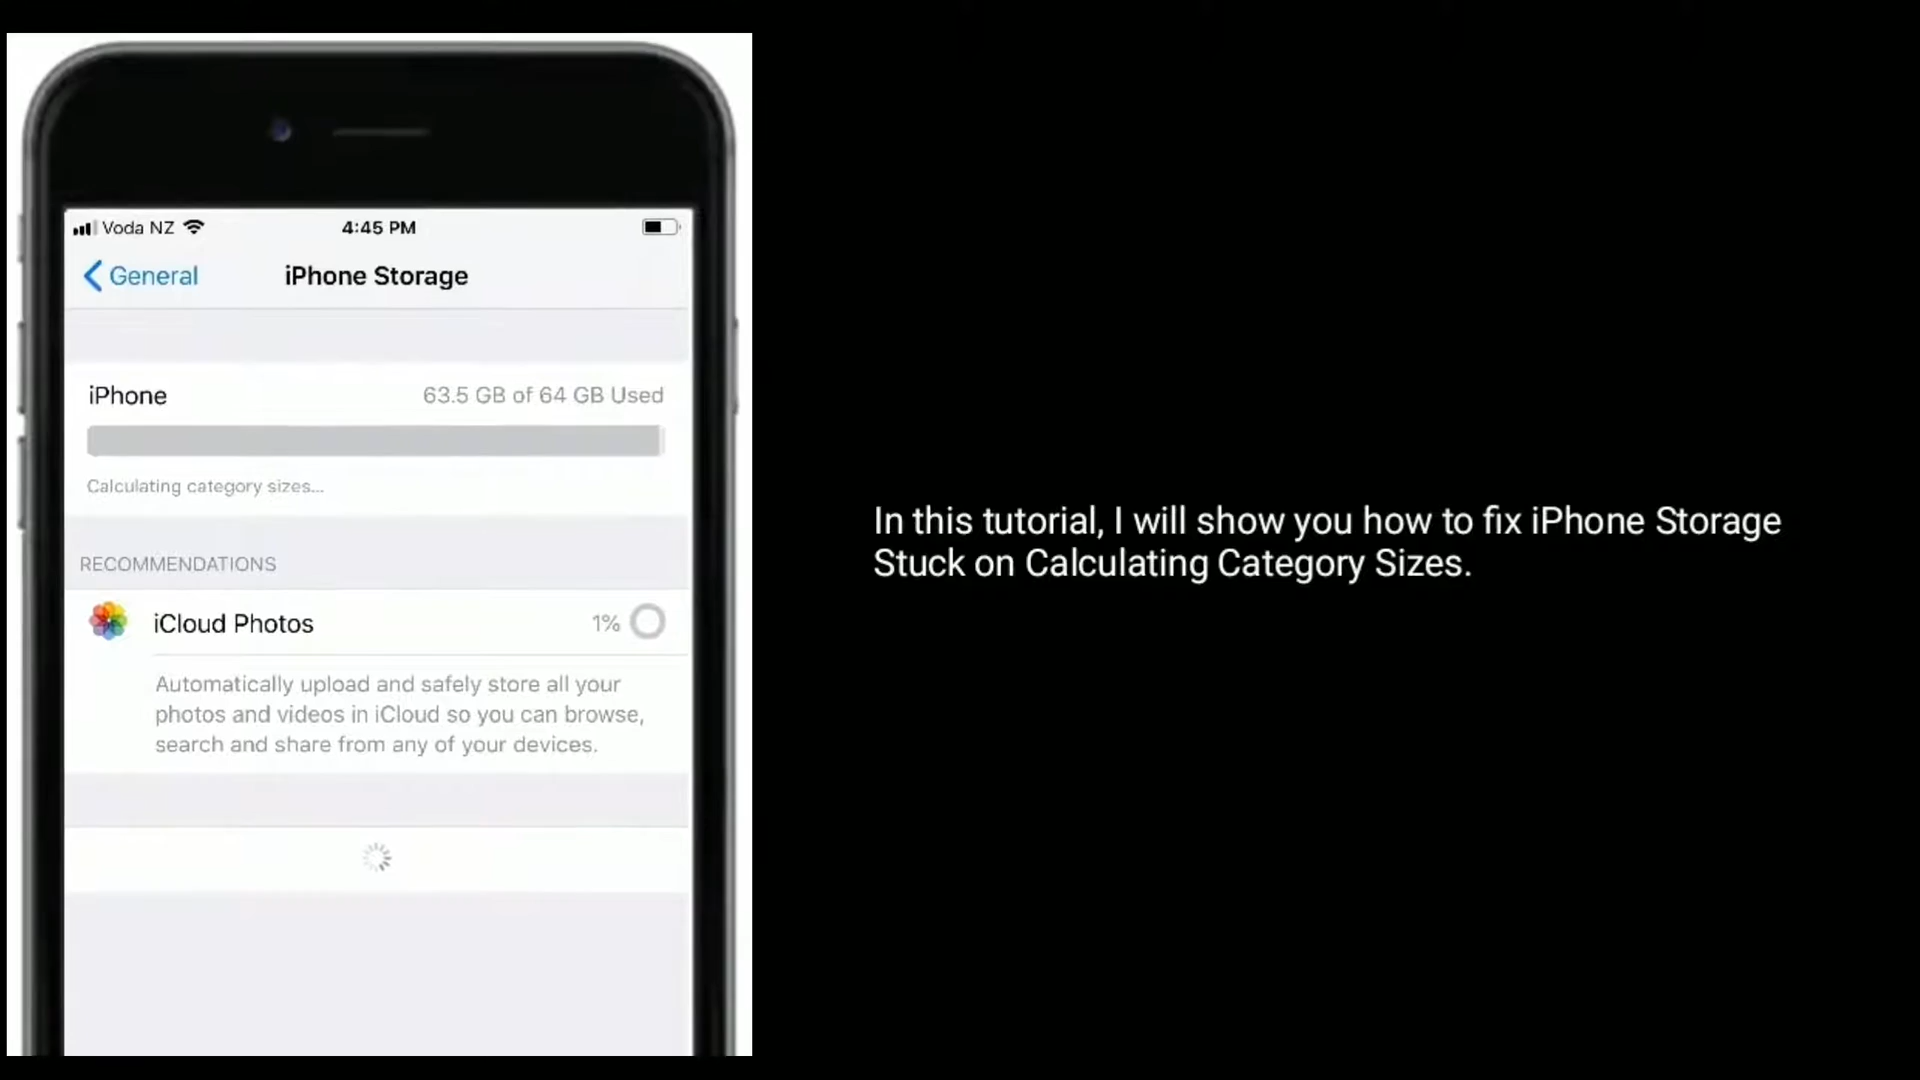 Voda NZ 4:45 PM
General iPhone Storage
iPhone 63.5 GB of 64 GB Used
Calculating category sizes...
RECOMMENDATIONS
iCloud Photos 1%
Automatically upload and safely store all your
photos and videos in iCloud so you can browse,
search and share from any of your devices.
In this tutorial, I will show you how to fix iPhone Storage
Stuck on Calculating Category Sizes.